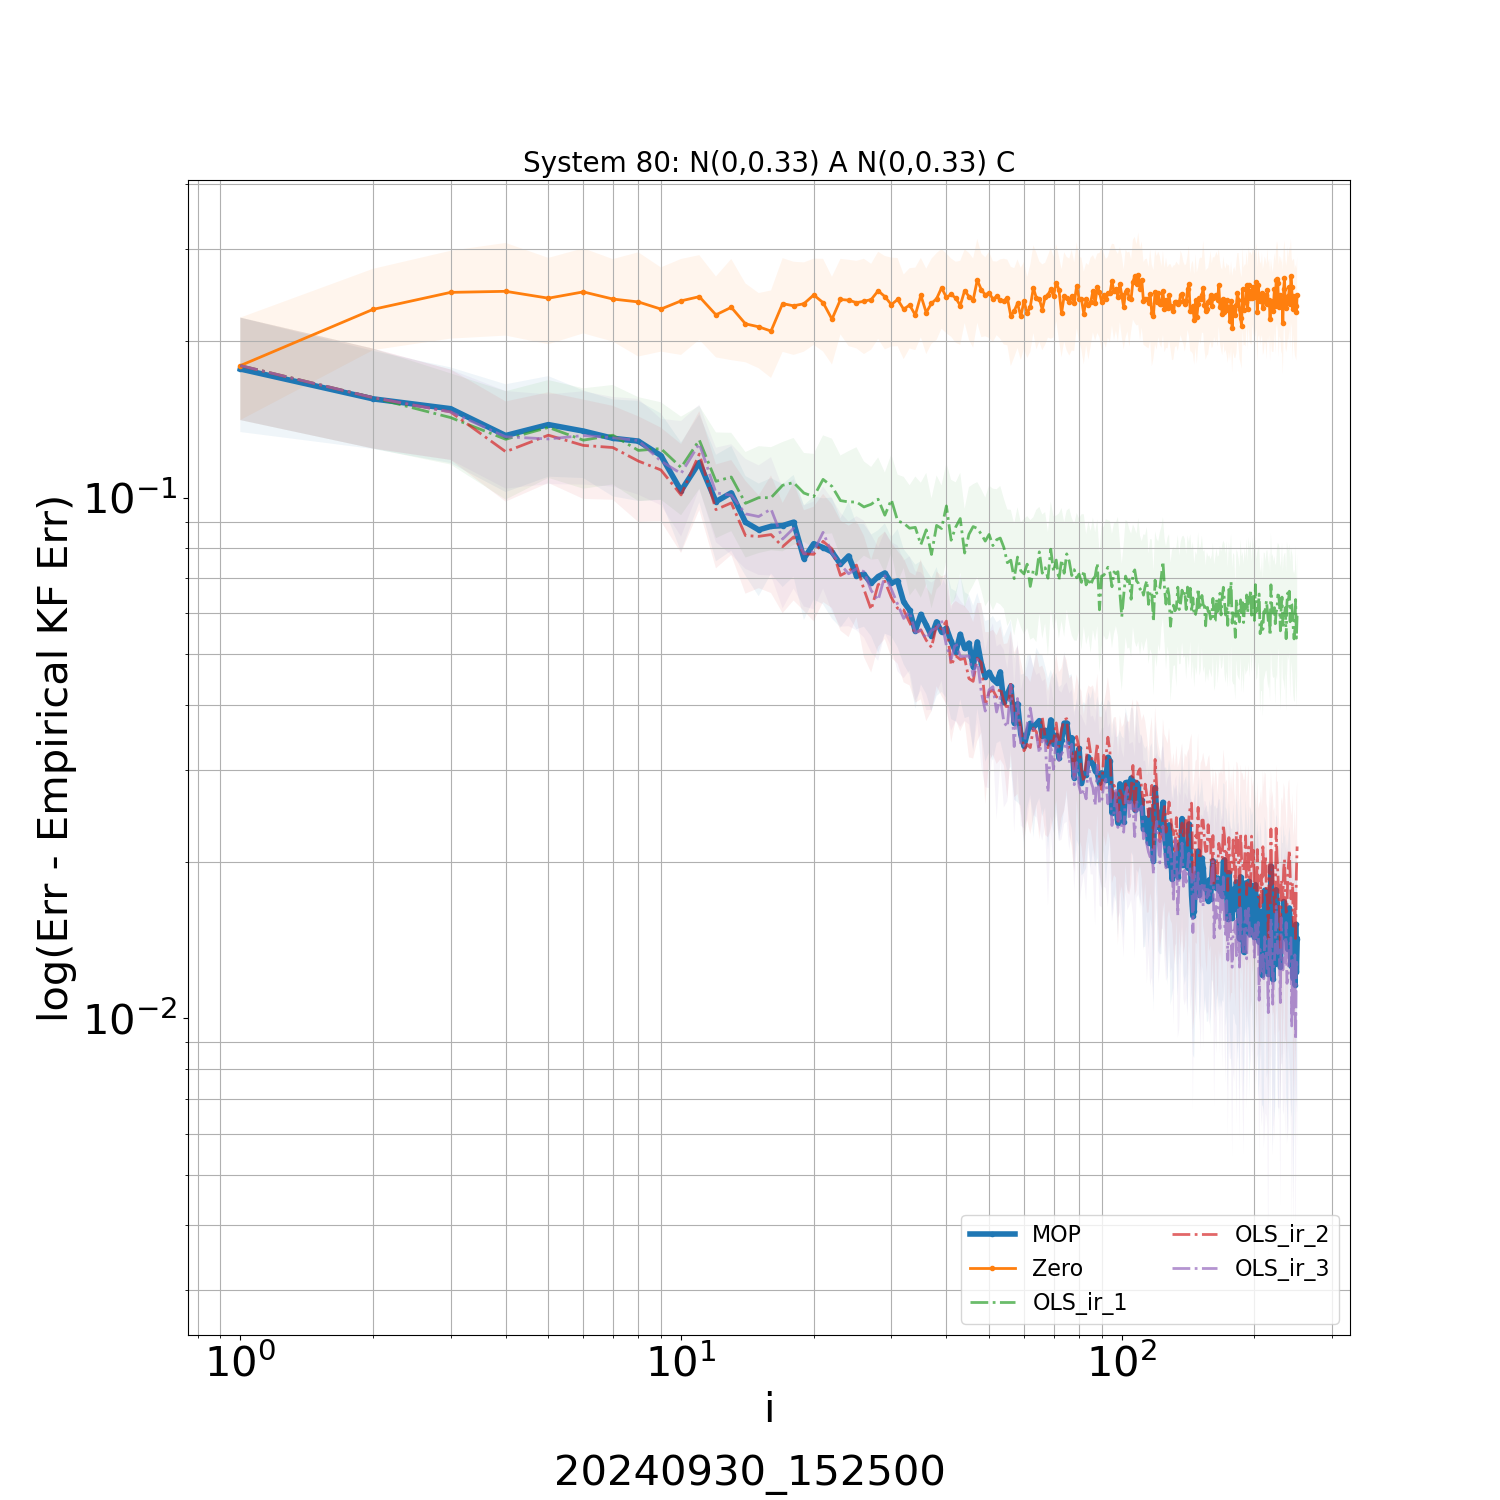 System 80: N(0,0.33) A N(0,0.33) C
log(Err - Empirical KF Err)
10⁻¹
10⁻²
10⁰
10¹
10²
i
MOP
Zero
OLS_ir_1
OLS_ir_2
OLS_ir_3
20240930_152500